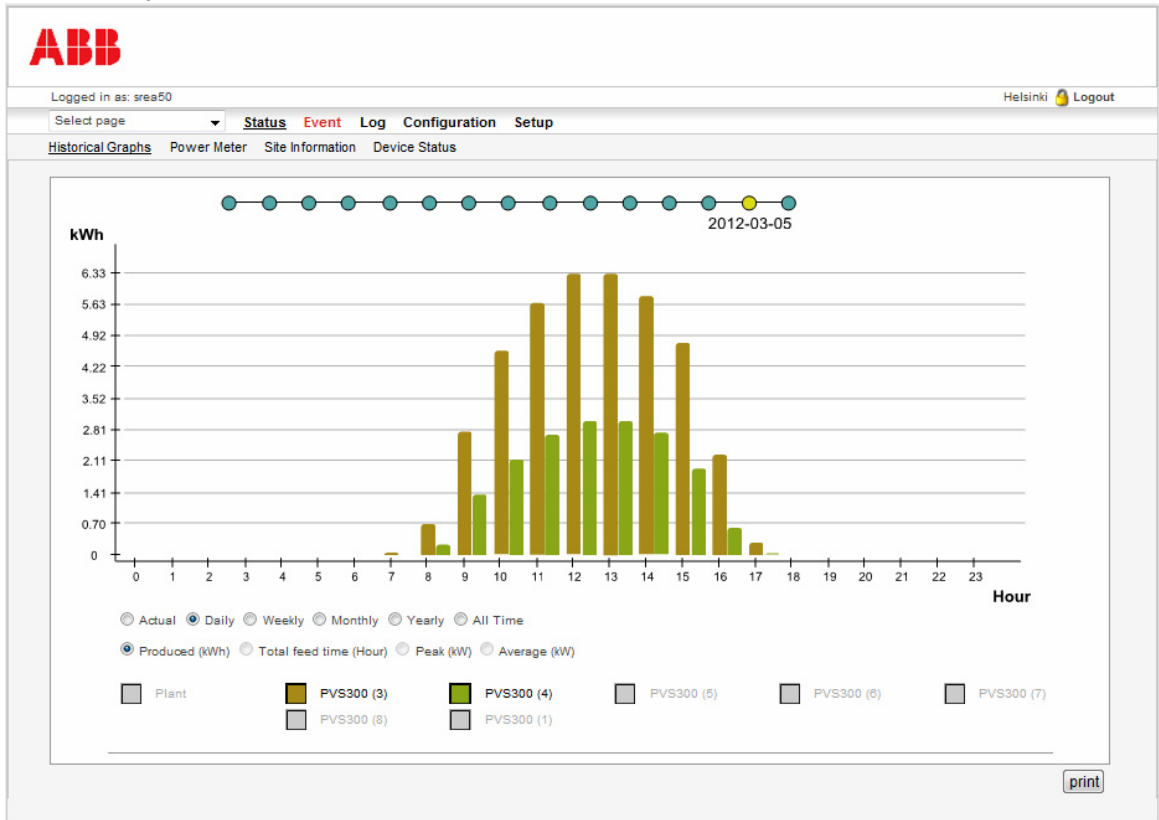 ABB
Logged in as: srea50 Helsinki Logout
Select page Status Event Log Configuration Setup
Historical Graphs Power Meter Site Information Device Status
2012-03-05
kWh
6.33
5.63
4.92
4.22
3.52
2.81
2.11
1.41
0.70
0
0 1 2 3 4 5 6 7 8 9 10 11 12 13 14 15 16 17 18 19 20 21 22 23
Hour
Actual Daily Weekly Monthly Yearly All Time
Produced (kWh) Total feed time (Hour) Peak (kW) Average (kW)
Plant PVS300 (3) PVS300 (4) PVS300 (5) PVS300 (6) PVS300 (7)
PVS300 (8) PVS300 (1)
print